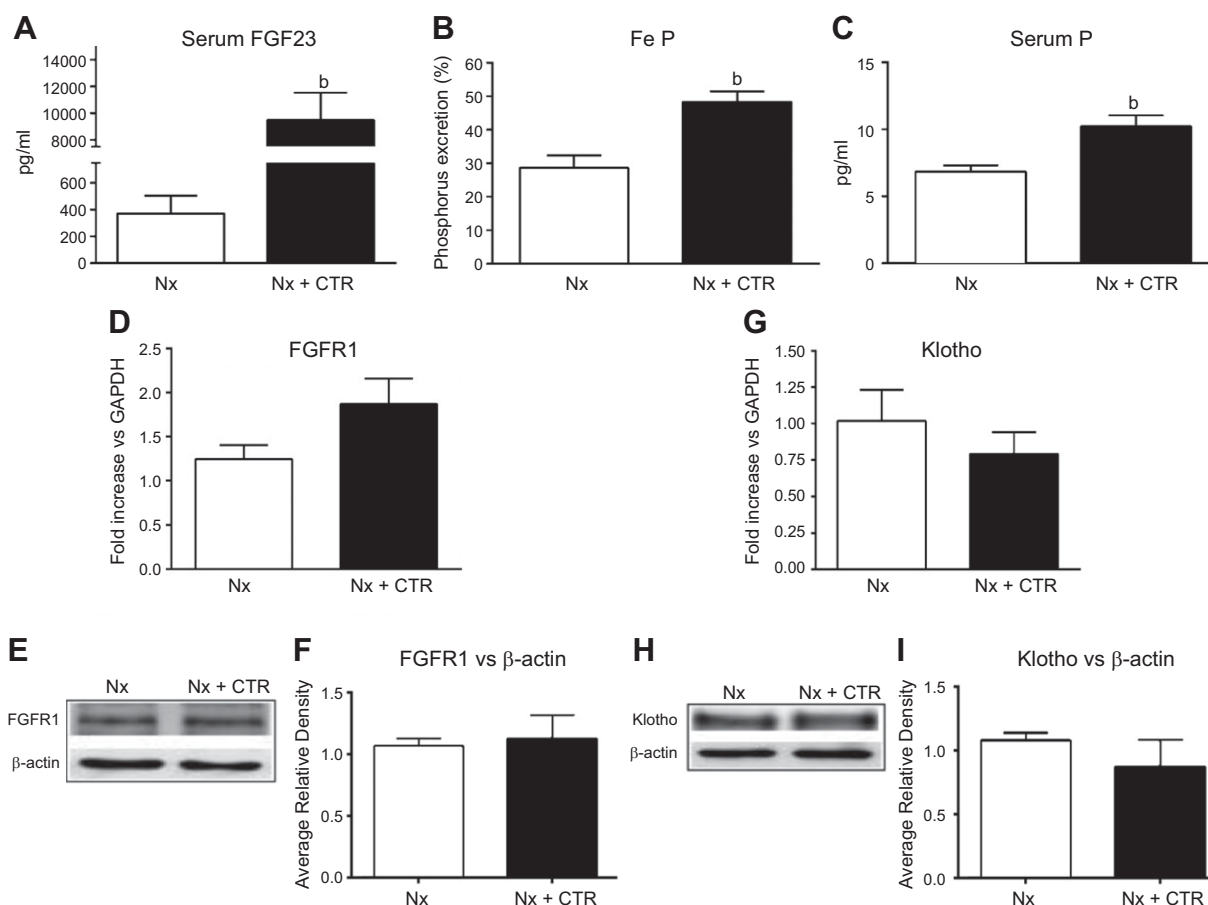 A
Serum FGF23
pg/ml
14000
12000
10000
8000
600
400
200
0
b
Nx
Nx + CTR
B
Fe P
Phosphorus excretion (%)
60
50
40
30
20
10
0
b
Nx
Nx + CTR
C
Serum P
pg/ml
15
10
5
0
b
Nx
Nx + CTR
D
FGFR1
Fold increase vs GAPDH
2.5
2.0
1.5
1.0
0.5
0.0
Nx
Nx + CTR
G
Klotho
Fold increase vs GAPDH
1.50
1.25
1.00
0.75
0.50
0.25
0.00
Nx
Nx + CTR
E
Nx
Nx + CTR
FGFR1
β-actin
F
FGFR1 vs β-actin
Average Relative Density
1.5
1.0
0.5
0.0
Nx
Nx + CTR
H
Nx
Nx + CTR
Klotho
β-actin
I
Klotho vs β-actin
Average Relative Density
1.5
1.0
0.5
0.0
Nx
Nx + CTR